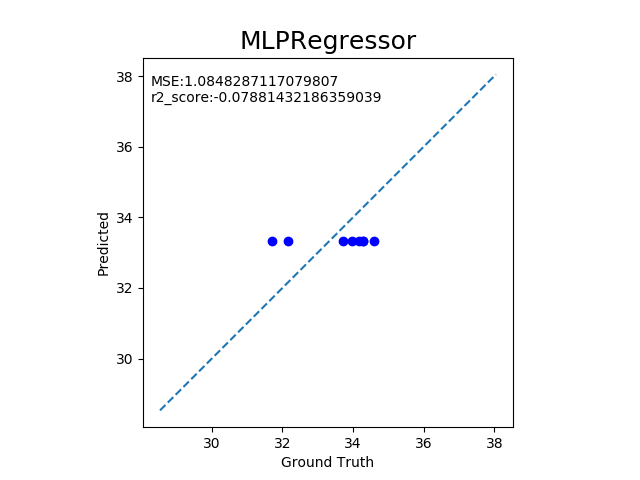 MLPRegressor
MSE:1.0848287117079807
r2_score:-0.07881432186359039
38
36
34
32
30
Predicted
30 32 34 36 38
Ground Truth